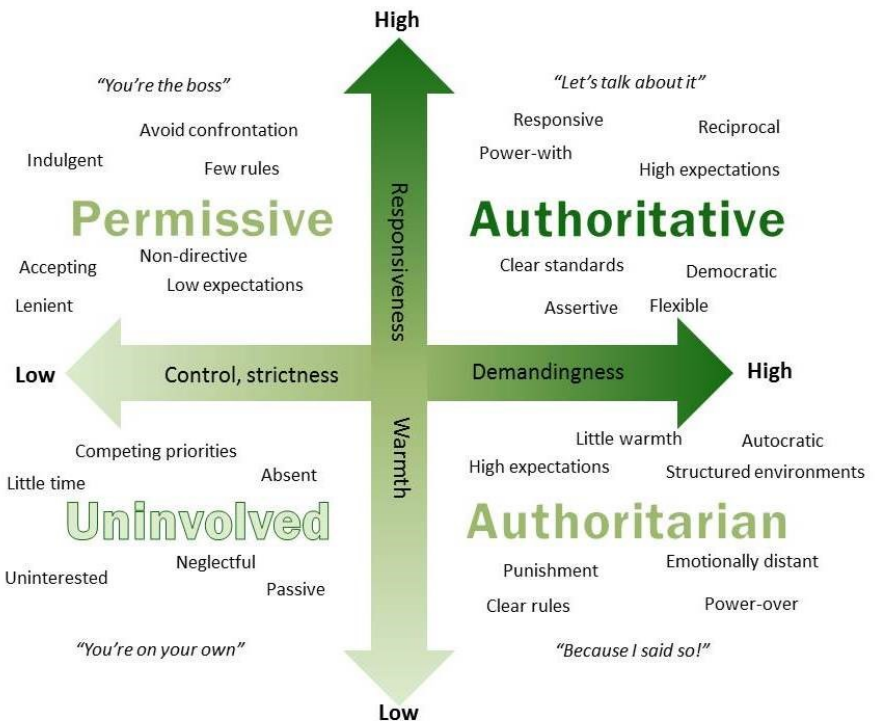 High
“You’re the boss”
“Let’s talk about it”
Avoid confrontation
Responsive
Reciprocal
Indulgent
Few rules
Power-with
High expectations
Permissive
Authoritative
Responsiveness
Accepting
Non-directive
Low expectations
Lenient
Clear standards
Democratic
Assertive
Flexible
Low
Control, strictness
Demandingness
High
Warmth
Competing priorities
Little time
Absent
Little warmth
Autocratic
High expectations
Structured environments
Uninvolved
Authoritarian
Uninterested
Neglectful
Passive
Punishment
Emotionally distant
Clear rules
Power-over
“You’re on your own”
“Because I said so!”
Low